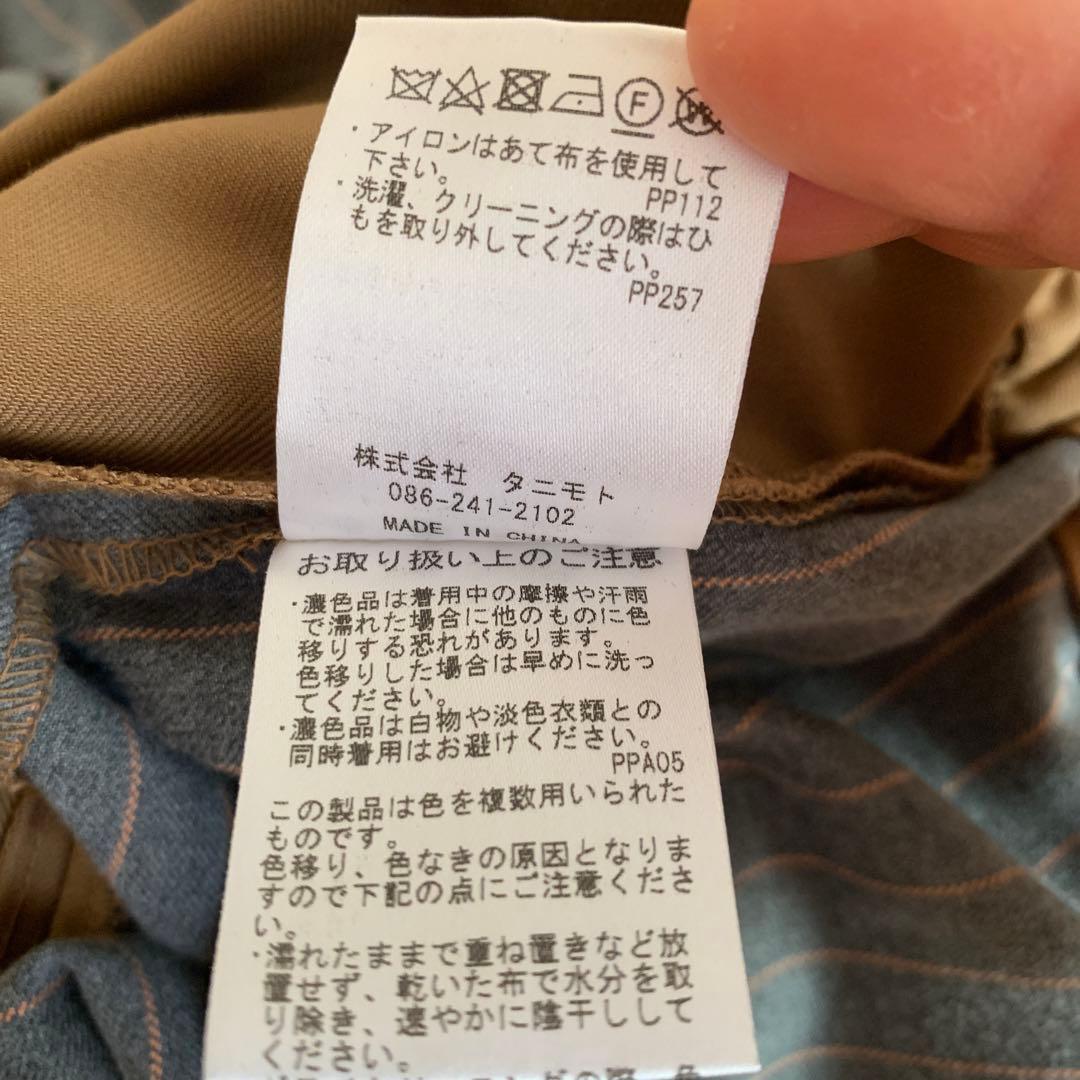 F
・アイロンはあて布を使用して
下さい。
PP112
・洗濯、クリーニングの際はひ
もを取り外してください。
PP257
株式会社 タニモト
086-241-2102
MADE IN CHINA
お取り扱い上のご注意
・濃色品は着用中の摩擦や汗雨
で濡れた場合に他のものに色
移りする恐れがあります。
色移りした場合は早めに洗っ
てください。
・濃色品は白物や淡色衣類との
同時着用はお避けください。
PPA05
この製品は色を複数用いられた
ものです。
色移り、色なきの原因となりま
すので下記の点にご注意くださ
い。
・濡れたままで重ね置きなど放
置せず、乾いた布で水分を取
り除き、速やかに陰干しして
ください。